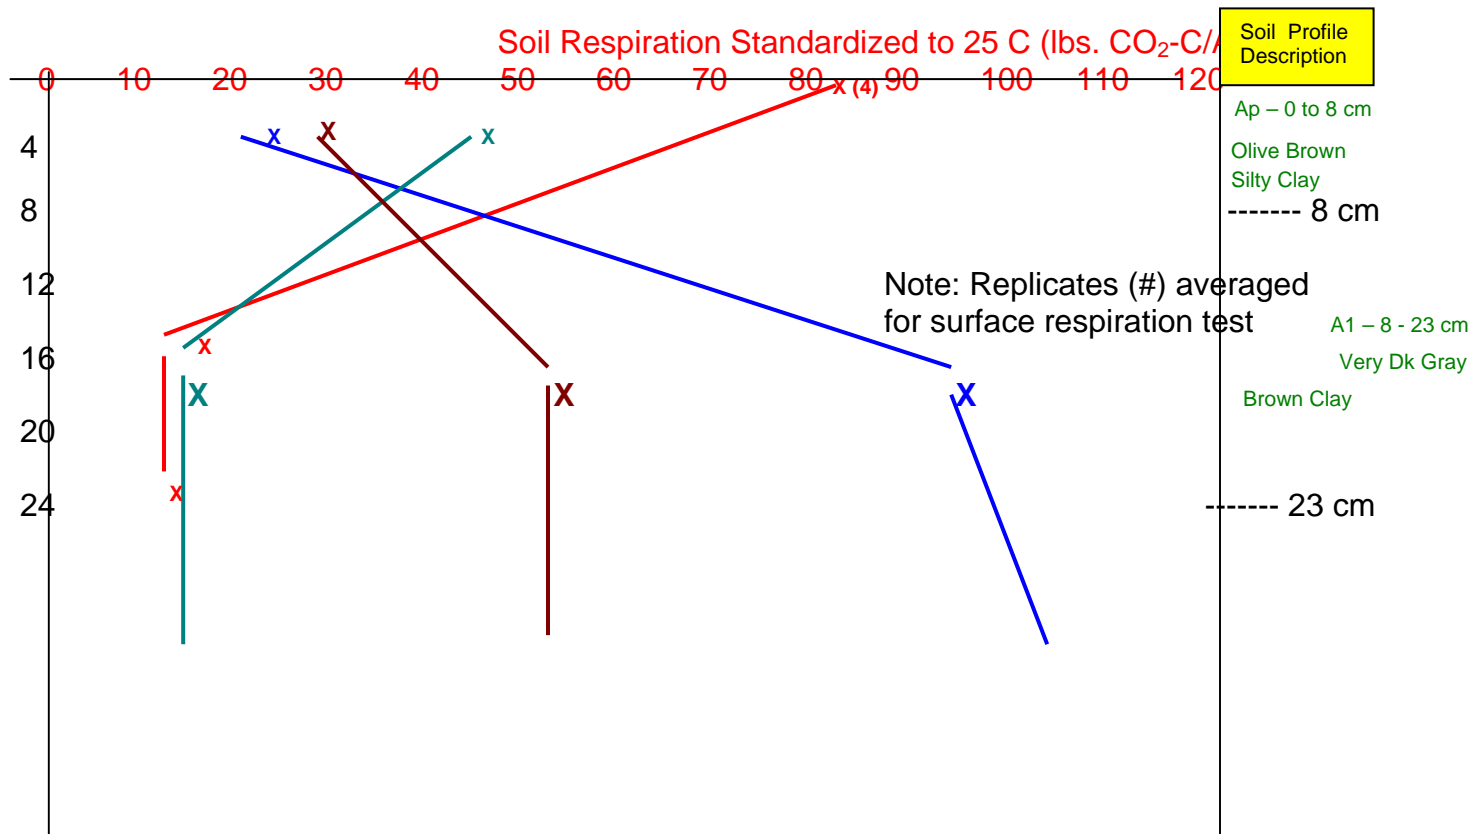 Soil Respiration Standardized to 25 C (lbs. CO₂-C/
Soil Profile
Description
0 10 20 30 40 50 60 70 80 90 100 110 120
X (4)
Ap – 0 to 8 cm
X X X
4
Olive Brown
Silty Clay
8
------- 8 cm
12
Note: Replicates (#) averaged
for surface respiration test
A1 – 8 - 23 cm
X
16
Very Dk Gray
X X X
Brown Clay
20
X
24
------- 23 cm